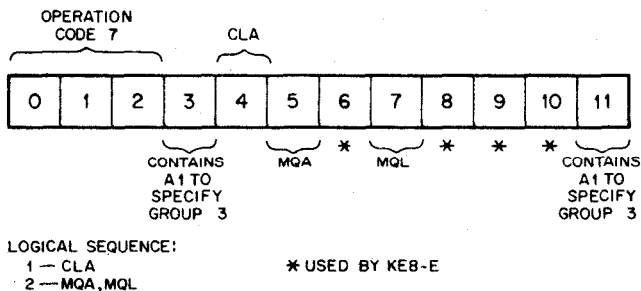 OPERATION
CODE 7
CLA
0 1 2 3 4 5 6 7 8 9 10 11
CONTAINS
A1 TO
SPECIFY
GROUP 3
MQA
*
MQL
*
*
*
CONTAINS
A1 TO
SPECIFY
GROUP 3
LOGICAL SEQUENCE:
1 — CLA
2 — MQA, MQL
* USED BY KE8-E